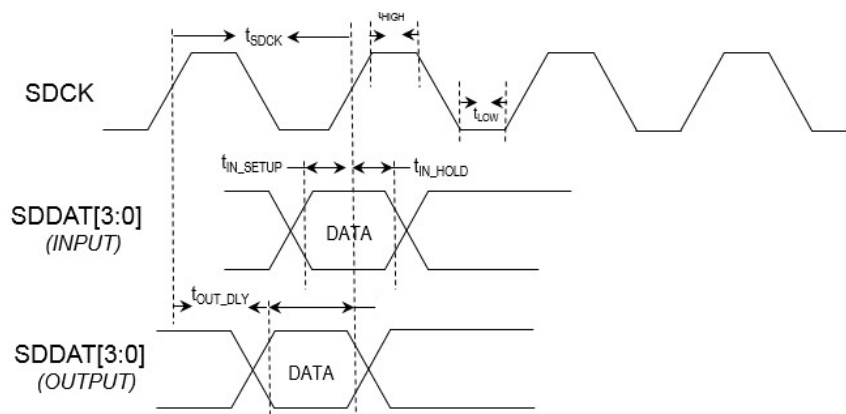 tHIGH
tSDCK
SDCK
tLOW
tIN_SETUP
tIN_HOLD
SDDAT[3:0]
(INPUT)
DATA
tOUT_DLY
SDDAT[3:0]
(OUTPUT)
DATA